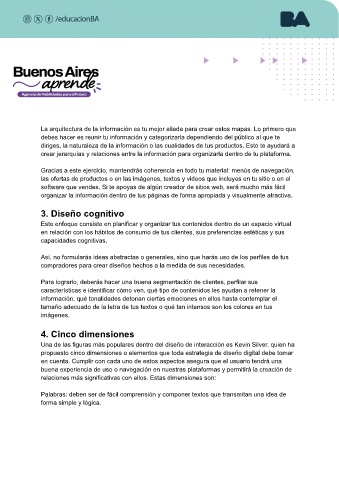 /educacionBA
BA
Buenos Aires
aprende
Agencia de Habilidades para el Futuro
La arquitectura de la información es tu mejor aliada para crear estos mapas. Lo primero que
debes hacer es reunir tu información y categorizarla dependiendo del público al que te
diriges, la naturaleza de la información o las cualidades de tus productos. Esto te ayudará a
crear jerarquías y relaciones entre la información para organizarla dentro de tu plataforma.
Gracias a este ejercicio, mantendrás coherencia en todo tu material: menús de navegación,
las ofertas de productos o en las imágenes, textos y videos que incluyes en tu sitio o en el
software que vendes. Si te apoyas de algún creador de sitios web, será mucho más fácil
organizar la información dentro de tus páginas de forma apropiada y visualmente atractiva.
3. Diseño cognitivo
Este enfoque consiste en planificar y organizar tus contenidos dentro de un espacio virtual
en relación con los hábitos de consumo de tus clientes, sus preferencias estéticas y sus
capacidades cognitivas.
Así, no formularás ideas abstractas o generales, sino que harás uso de los perfiles de tus
compradores para crear diseños hechos a la medida de sus necesidades.
Para lograrlo, deberás hacer una buena segmentación de clientes, perfilar sus
características e identificar cómo ven, qué tipo de contenidos les ayudan a retener la
información, qué tonalidades detonan ciertas emociones en ellos hasta contemplar el
tamaño adecuado de la letra de tus textos o qué tan intensos son los colores en tus
imágenes.
4. Cinco dimensiones
Una de las figuras más populares dentro del diseño de interacción es Kevin Silver, quien ha
propuesto cinco dimensiones o elementos que toda estrategia de diseño digital debe tomar
en cuenta. Cumplir con cada uno de estos aspectos asegura que el usuario tendrá una
buena experiencia de uso o navegación en nuestras plataformas y permitirá la creación de
relaciones más significativas con ellos. Estas dimensiones son:
Palabras: deben ser de fácil comprensión y componer textos que transmitan una idea de
forma simple y lógica.